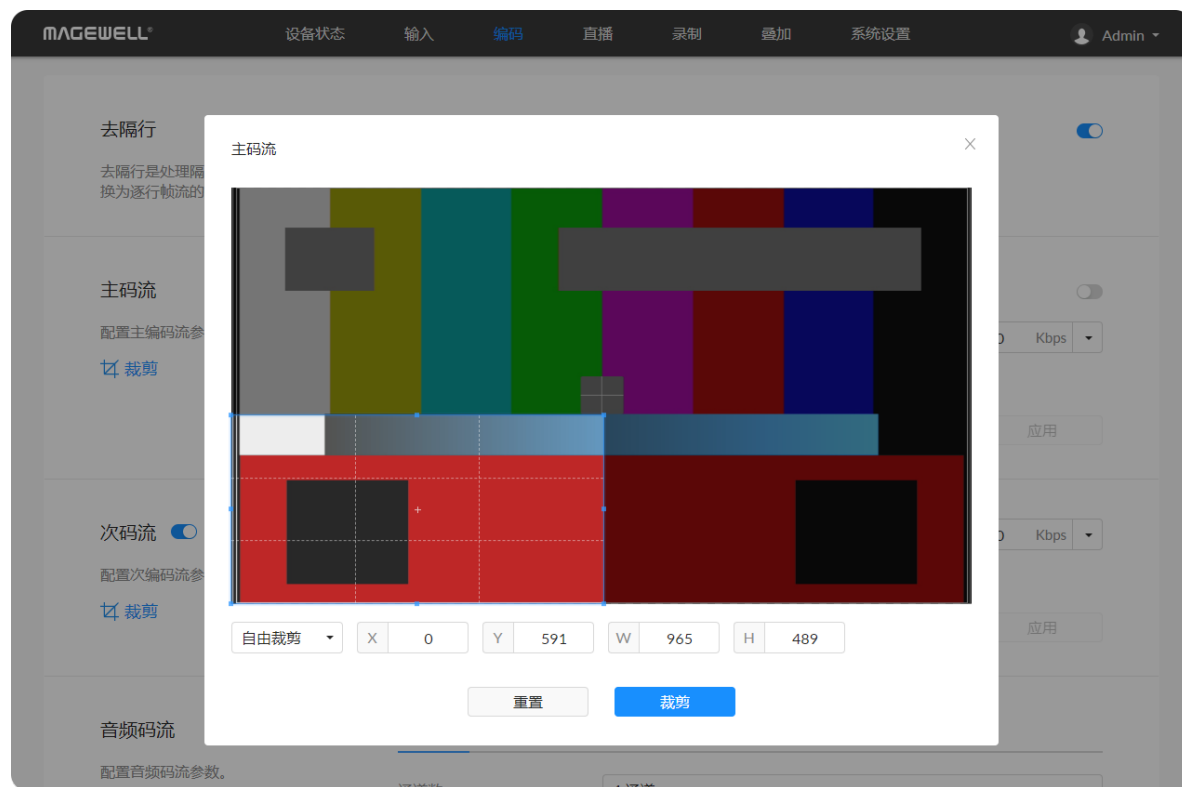 MAGEWELL®
设备状态 输入 编码 直播 录制 叠加 系统设置 Admin
去隔行
去隔行是处理隔
换为逐行帧流的
主码流
主码流
配置主编码流参
Kbps
裁剪
应用
次码流
Kbps
配置次编码流参
裁剪
应用
自由裁剪 X 0 Y 591 W 965 H 489
重置 裁剪
音频码流
配置音频码流参数。